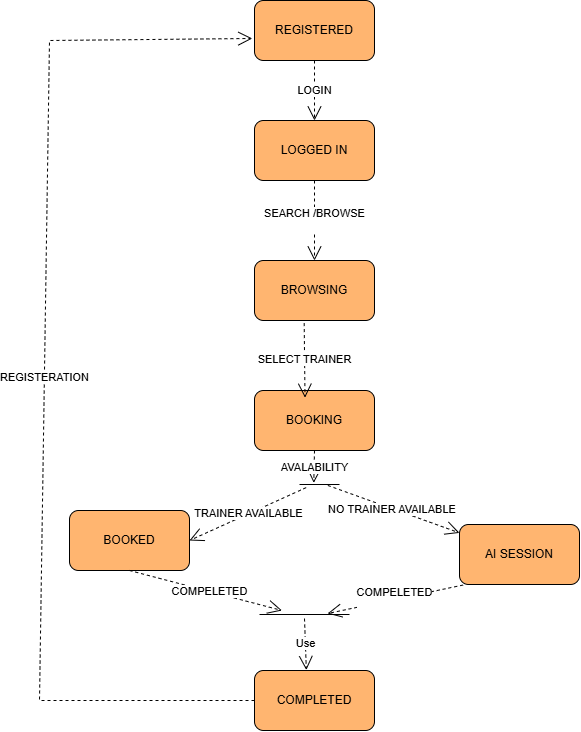 REGISTERED
LOGIN
LOGGED IN
SEARCH /BROWSE
BROWSING
SELECT TRAINER
REGISTERATION
BOOKING
AVALABILITY
TRAINER AVAILABLE
NO TRAINER AVAILABLE
BOOKED
AI SESSION
COMPELETED
COMPELETED
Use
COMPLETED